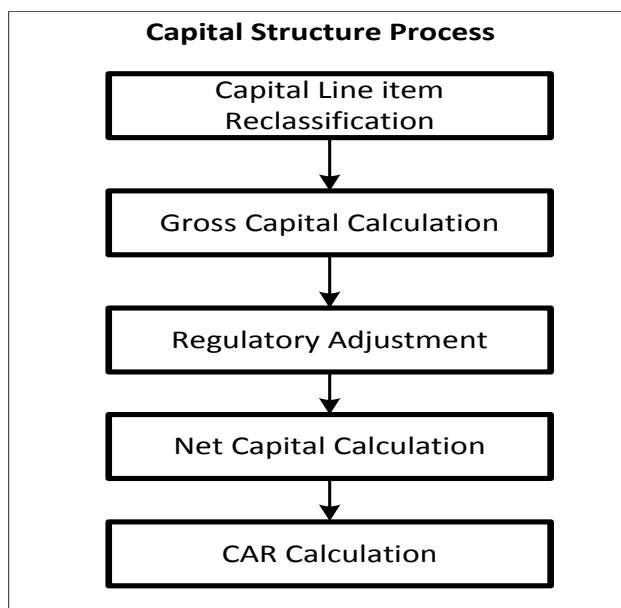 Capital Structure Process
Capital Line item
Reclassification
Gross Capital Calculation
Regulatory Adjustment
Net Capital Calculation
CAR Calculation